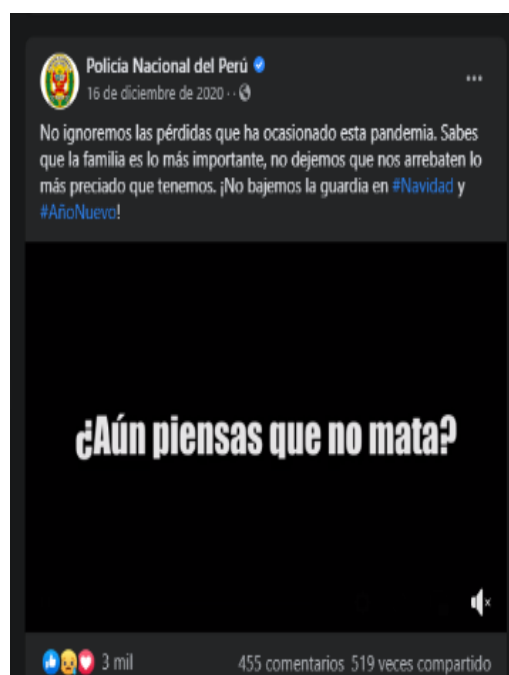 Policía Nacional del Perú
16 de diciembre de 2020 ·
No ignoremos las pérdidas que ha ocasionado esta pandemia. Sabes
que la familia es lo más importante, no dejemos que nos arrebaten lo
más preciado que tenemos. ¡No bajemos la guardia en #Navidad y
#AñoNuevo!
¿Aún piensas que no mata?
3 mil
455 comentarios 519 veces compartido